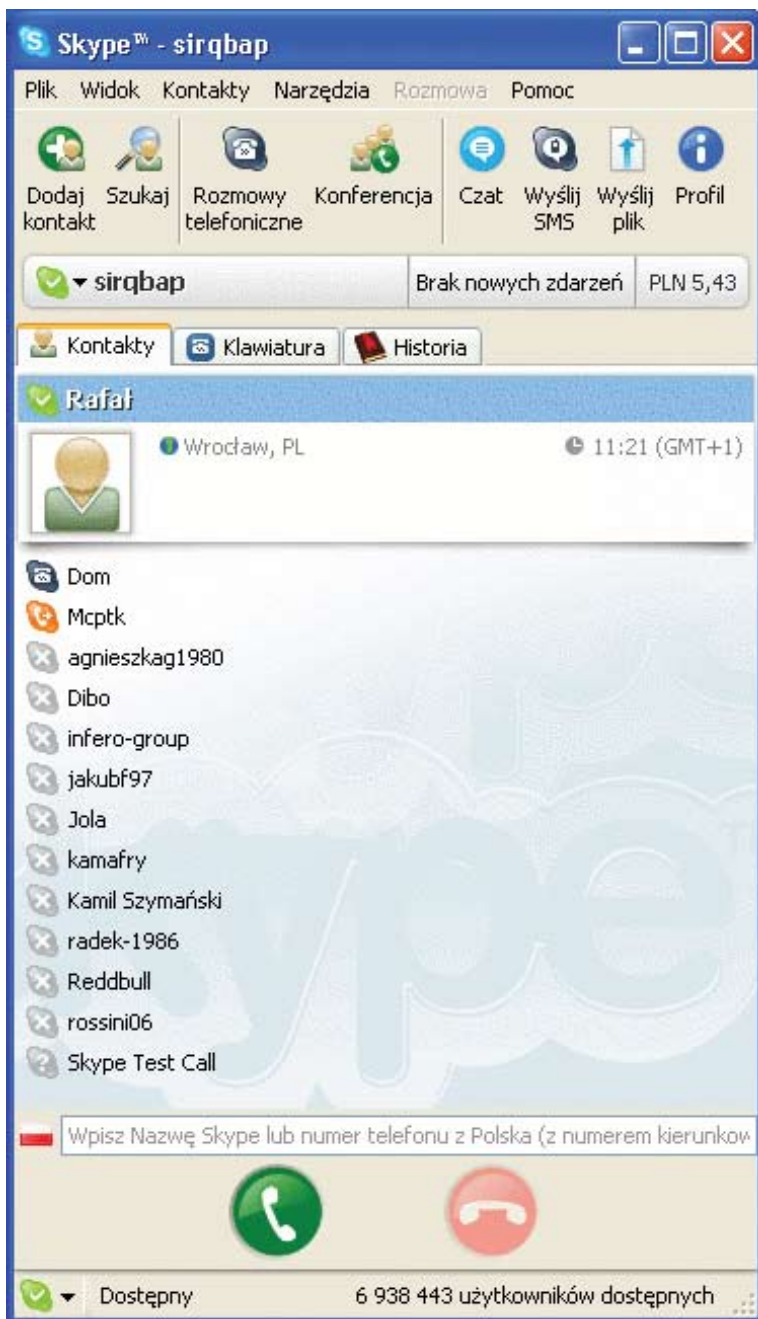 Skype™ - sirqbap
Plik Widok Kontakty Narzędzia Rozmowa Pomoc
Dodaj kontakt
Szukaj
Rozmowy telefoniczne
Konferencja
Czat
Wyślij SMS
Wyślij plik
Profil
sirqbap Brak nowych zdarzeń PLN 5,43
Kontakty Klawiatura Historia
Rafał
Wrocław, PL 11:21 (GMT+1)
Dom
Mcptk
agnieszkag1980
Dibo
infero-group
jakubf97
Jola
kamafry
Kamil Szymański
radek-1986
Reddbull
rossini06
Skype Test Call
Wpisz Nazwę Skype lub numer telefonu z Polska (z numerem kierunkow
Dostępny 6 938 443 użytkowników dostępnych